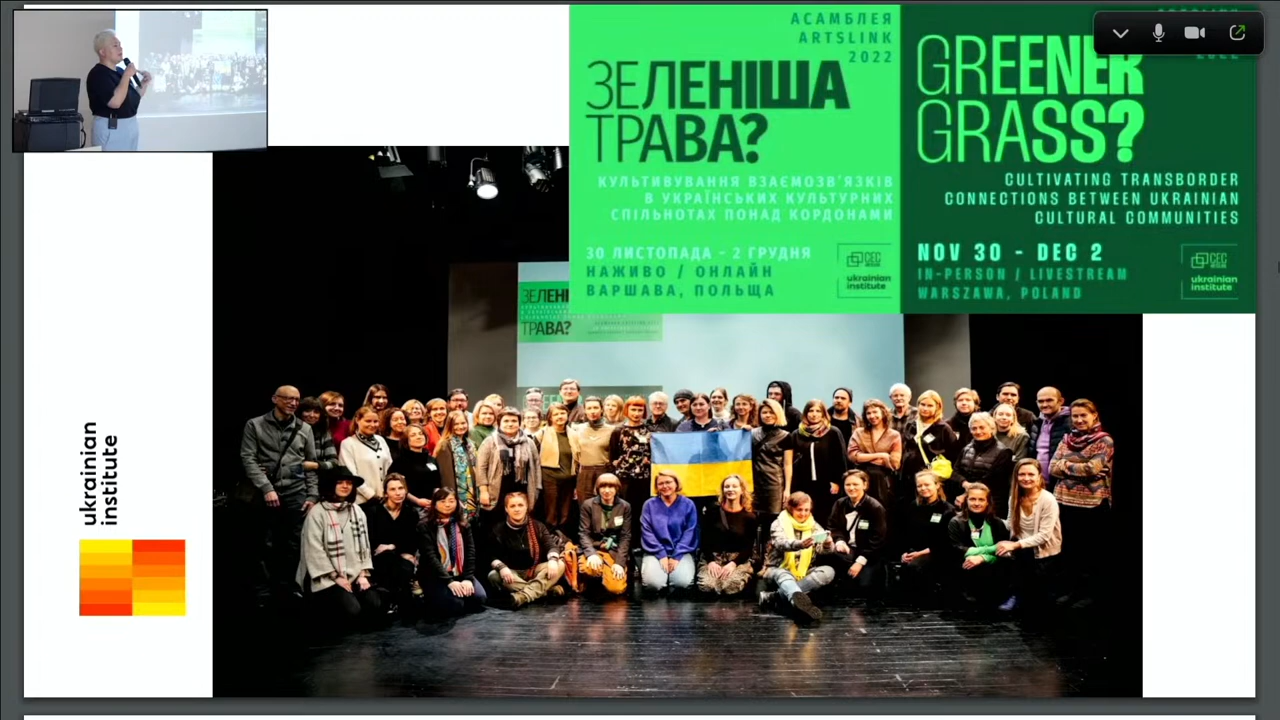 АСАМБЛЕЯ
ARTSLINK
2022
ЗЕЛЕНІША
ТРАВА?
КУЛЬТИВУВАННЯ ВЗАЄМОЗВ'ЯЗКІВ
В УКРАЇНСЬКИХ КУЛЬТУРНИХ
СПІЛЬНОТАХ ПОНАД КОРДОНАМИ
30 ЛИСТОПАДА - 2 ГРУДНЯ
НАЖИВО / ОНЛАЙН
ВАРШАВА, ПОЛЬЩА
CEC
ukrainian
institute
GREENER
GRASS?
CULTIVATING TRANSBORDER
CONNECTIONS BETWEEN UKRAINIAN
CULTURAL COMMUNITIES
NOV 30 - DEC 2
IN-PERSON / LIVESTREAM
WARSZAWA, POLAND
CEC
ukrainian
institute
ТРАВА?
ukrainian
institute